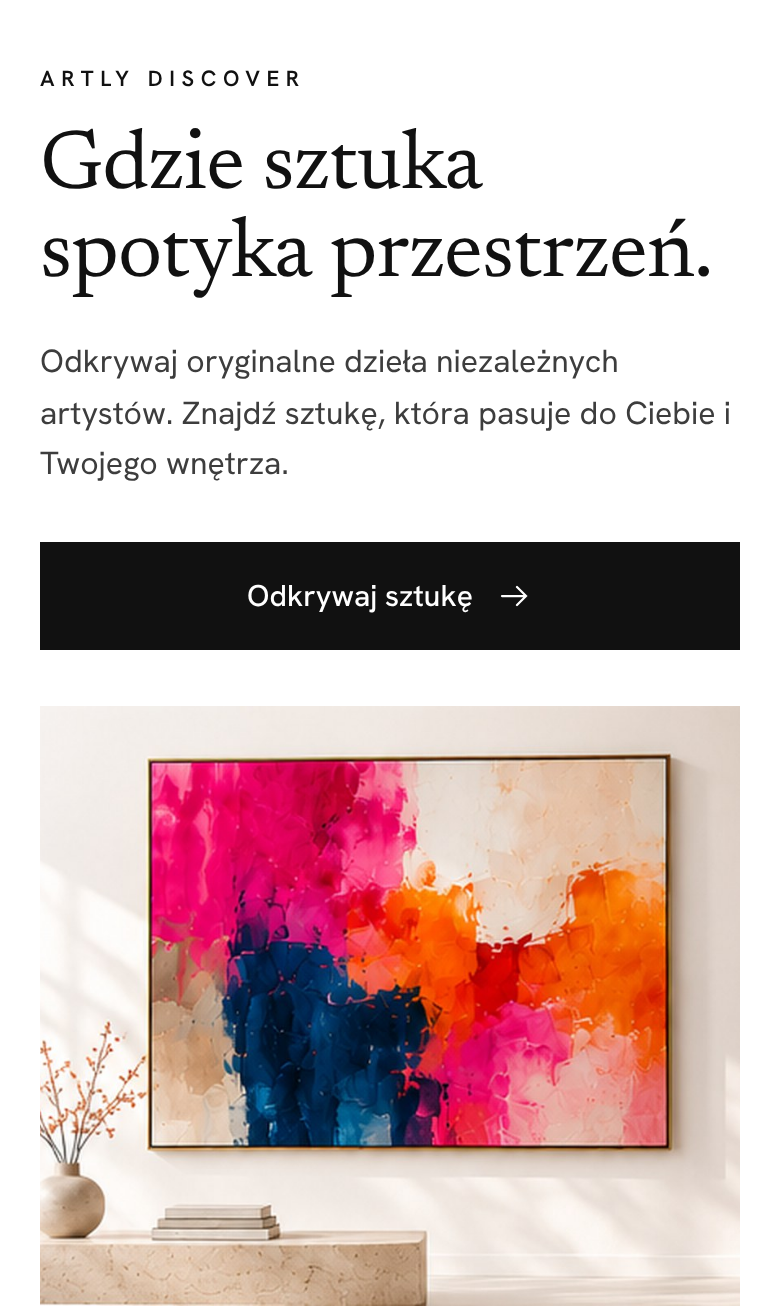 ARTLY DISCOVER
Gdzie sztuka
spotyka przestrzeń.
Odkrywaj oryginalne dzieła niezależnych
artystów. Znajdź sztukę, która pasuje do Ciebie i
Twojego wnętrza.
Odkrywaj sztukę →